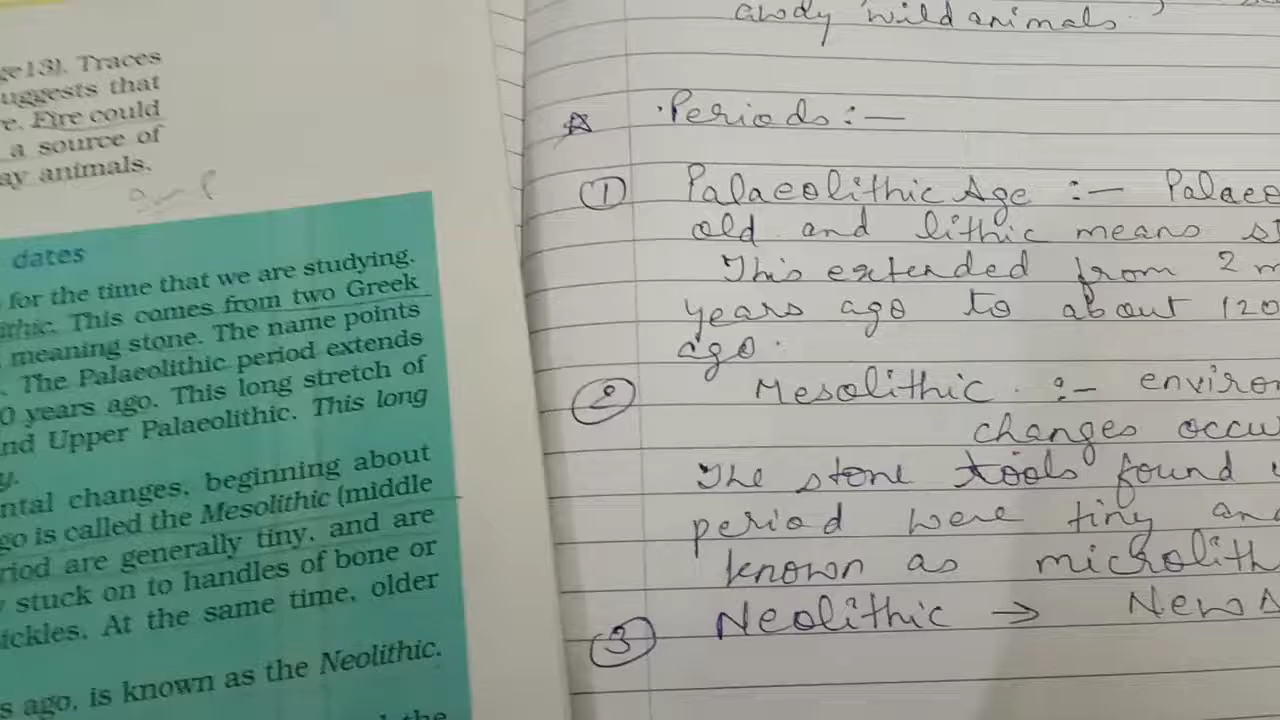 ge13). Traces
uggests that
e. Fire could
a source of
ay animals.
dates
for the time that we are studying.
ithic. This comes from two Greek
meaning stone. The name points
. The Palaeolithic period extends
0 years ago. This long stretch of
nd Upper Palaeolithic. This long
y.
ntal changes, beginning about
go is called the Mesolithic (middle
riod are generally tiny, and are
y stuck on to handles of bone or
ickles. At the same time, older
s ago, is known as the Neolithic.
the
wild animals.
Periods :—
① Palaeolithic Age :— Palaeo
old and lithic means st
This extended from 2 m
years ago to about 120
ago.
② Mesolithic :— enviro
changes occu
The stone tools found
period were tiny and
known as microlith
③ Neolithic → New S